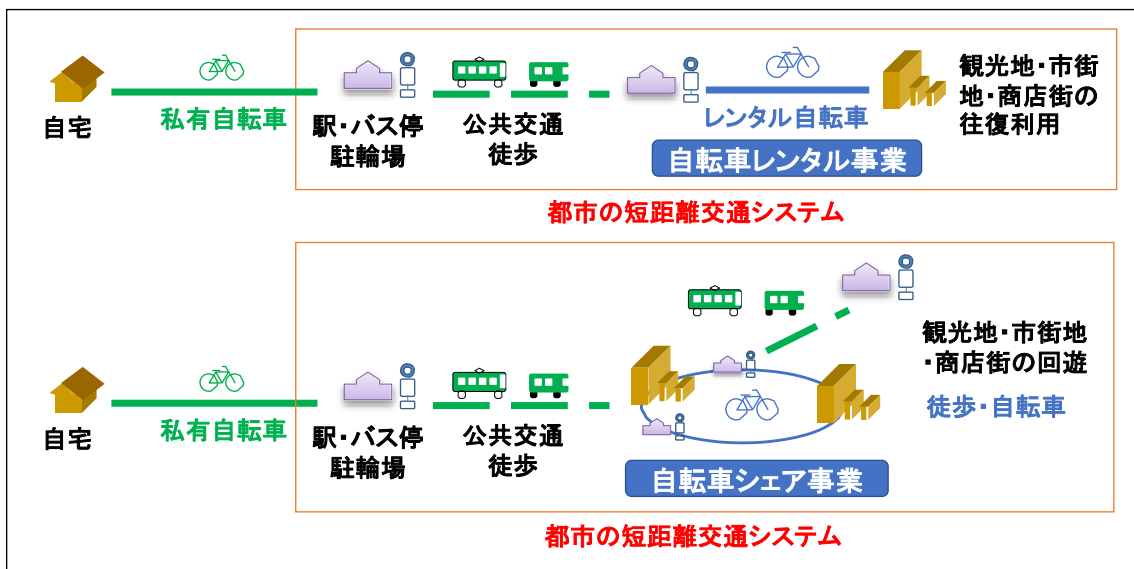 自宅
私有自転車
駅・バス停
駐輪場
公共交通
徒歩
レンタル自転車
自転車レンタル事業
観光地・市街
地・商店街の
往復利用
都市の短距離交通システム
自宅
私有自転車
駅・バス停
駐輪場
公共交通
徒歩
自転車シェア事業
観光地・市街地
・商店街の回遊
徒歩・自転車
都市の短距離交通システム